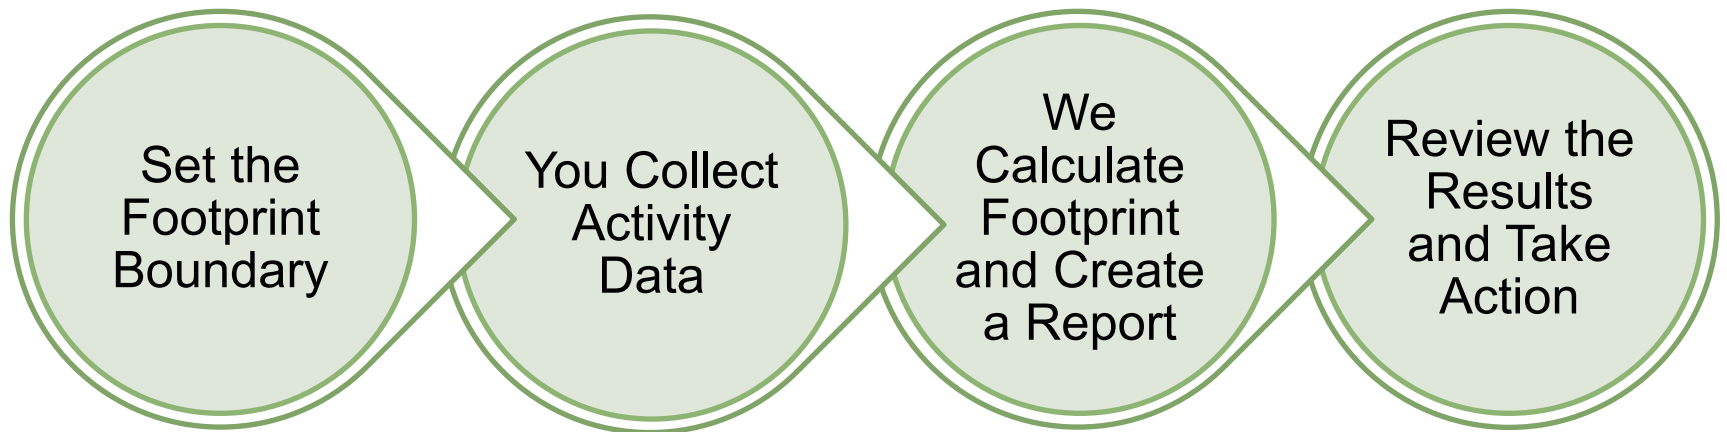 Set the
Footprint
Boundary
You Collect
Activity
Data
We
Calculate
Footprint
and Create
a Report
Review the
Results
and Take
Action